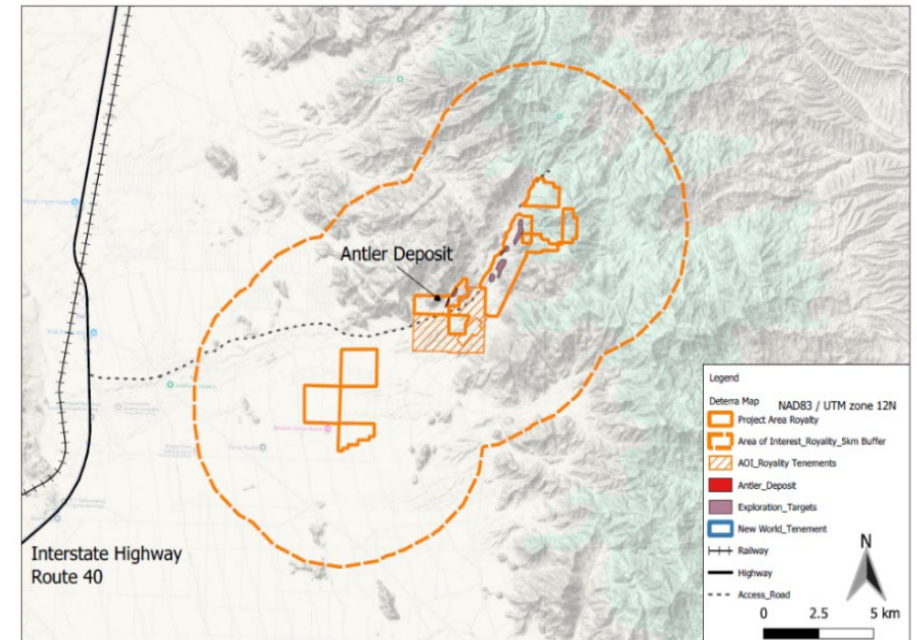 Antler Deposit
Interstate Highway
Route 40
Legend
Deterra Map
NAD83 / UTM zone 12N
Project Area Royalty
Area of Interest_Royality_5km Buffer
AOI_Royality Tenements
Antler_Deposit
Exploration_Targets
New World_Tenement
Railway
Highway
Access_Road
N
0 2.5 5 km